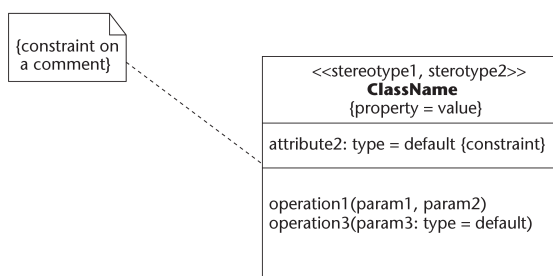 {constraint on
a comment}
<<stereotype1, sterotype2>>
ClassName
{property = value}
attribute2: type = default {constraint}
operation1(param1, param2)
operation3(param3: type = default)